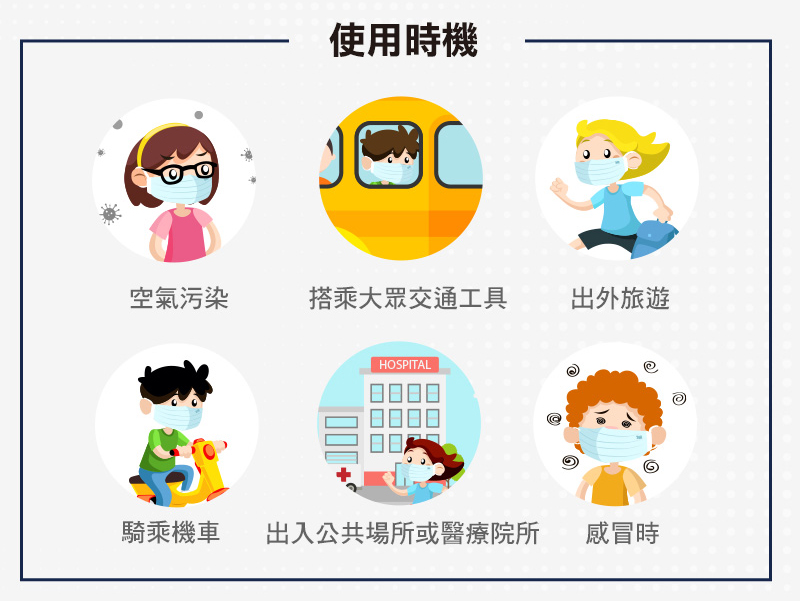 使用時機
空氣污染
搭乘大眾交通工具
出外旅遊
HOSPITAL
騎乘機車
出入公共場所或醫療院所
感冒時